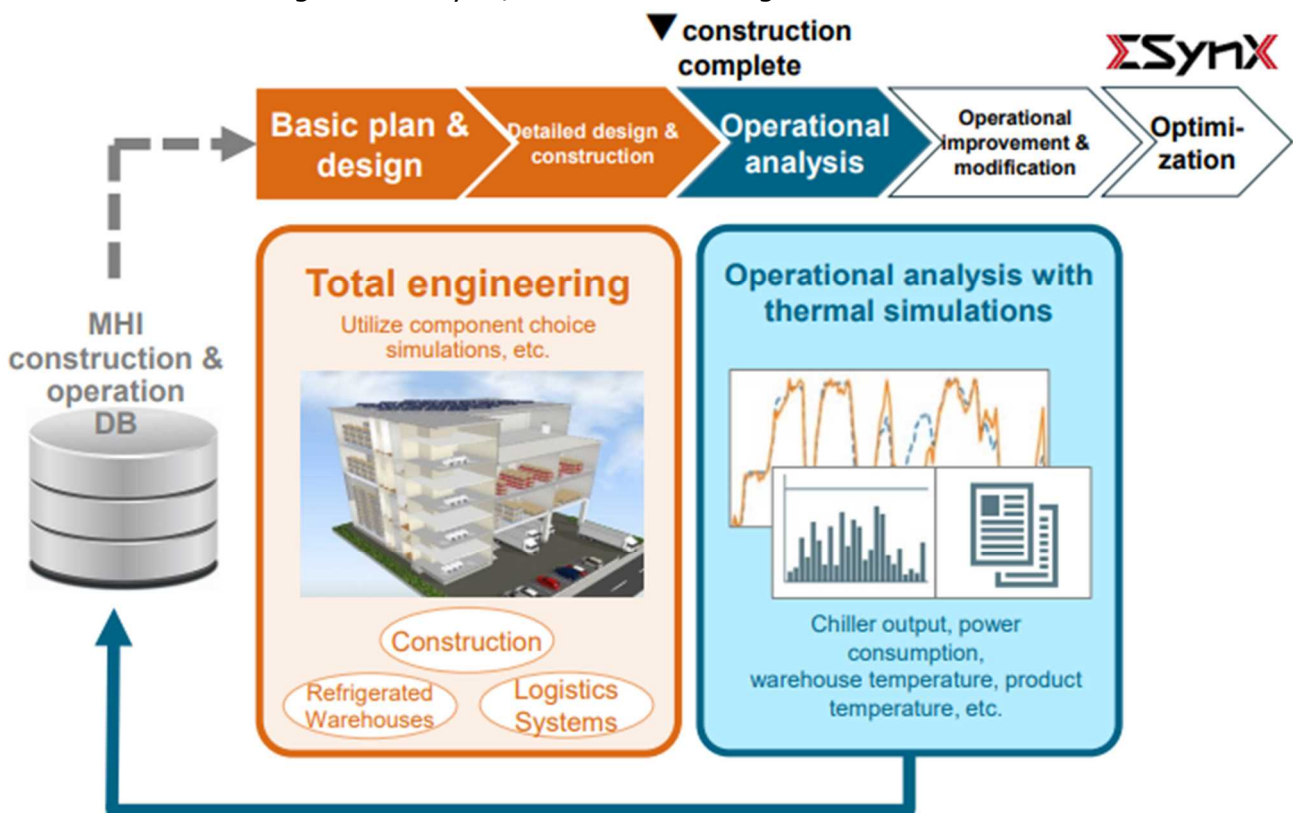 ▼ construction
complete
ΣSynX
Basic plan &
design
Detailed design &
construction
Operational
analysis
Operational
improvement &
modification
Optimi-
zation
MHI
construction &
operation
DB
Total engineering
Utilize component choice
simulations, etc.
Construction
Refrigerated
Warehouses
Logistics
Systems
Operational analysis with
thermal simulations
Chiller output, power
consumption,
warehouse temperature, product
temperature, etc.